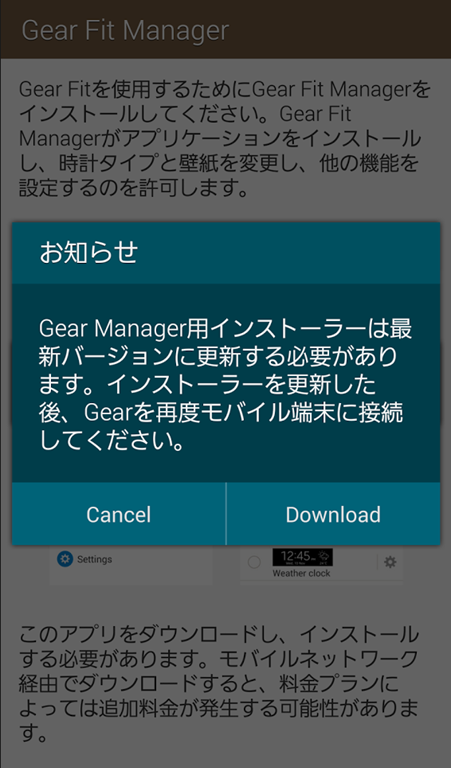 Gear Fit Manager
Gear Fitを使用するためにGear Fit Managerを
インストールしてください。Gear Fit
Managerがアプリケーションをインストール
し、時計タイプと壁紙を変更し、他の機能を
設定するのを許可します。
お知らせ
Gear Manager用インストーラーは最
新バージョンに更新する必要があり
ます。インストーラーを更新した
後、Gearを再度モバイル端末に接続
してください。
Cancel
Download
Settings
12:45
Weather clock
このアプリをダウンロードし、インストール
する必要があります。モバイルネットワーク
経由でダウンロードすると、料金プランに
よっては追加料金が発生する可能性がありま
す。